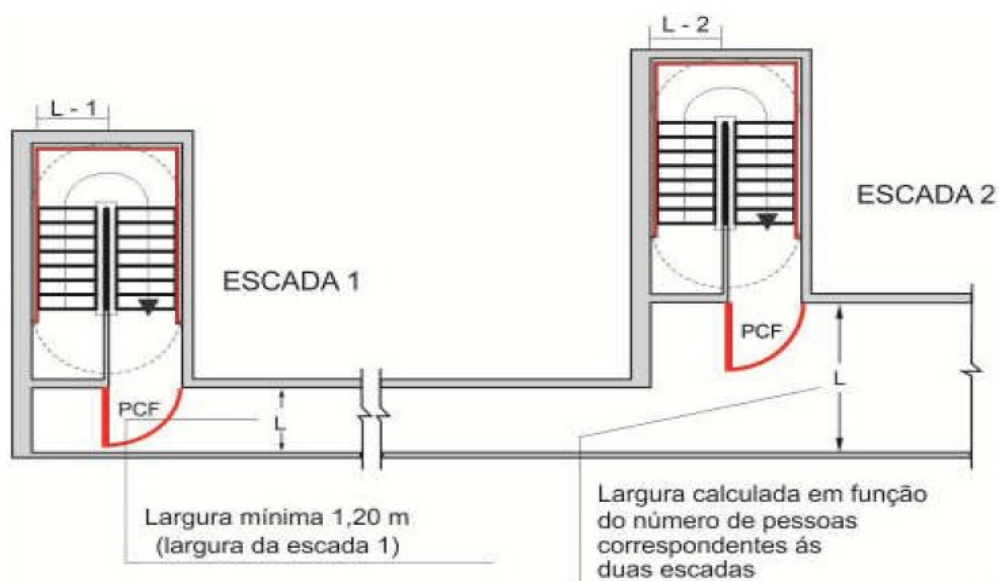 L - 2
L - 1
ESCADA 2
ESCADA 1
PCF
L
PCF
L
Largura mínima 1,20 m
(largura da escada 1)
Largura calculada em função
do número de pessoas
correspondentes ás
duas escadas